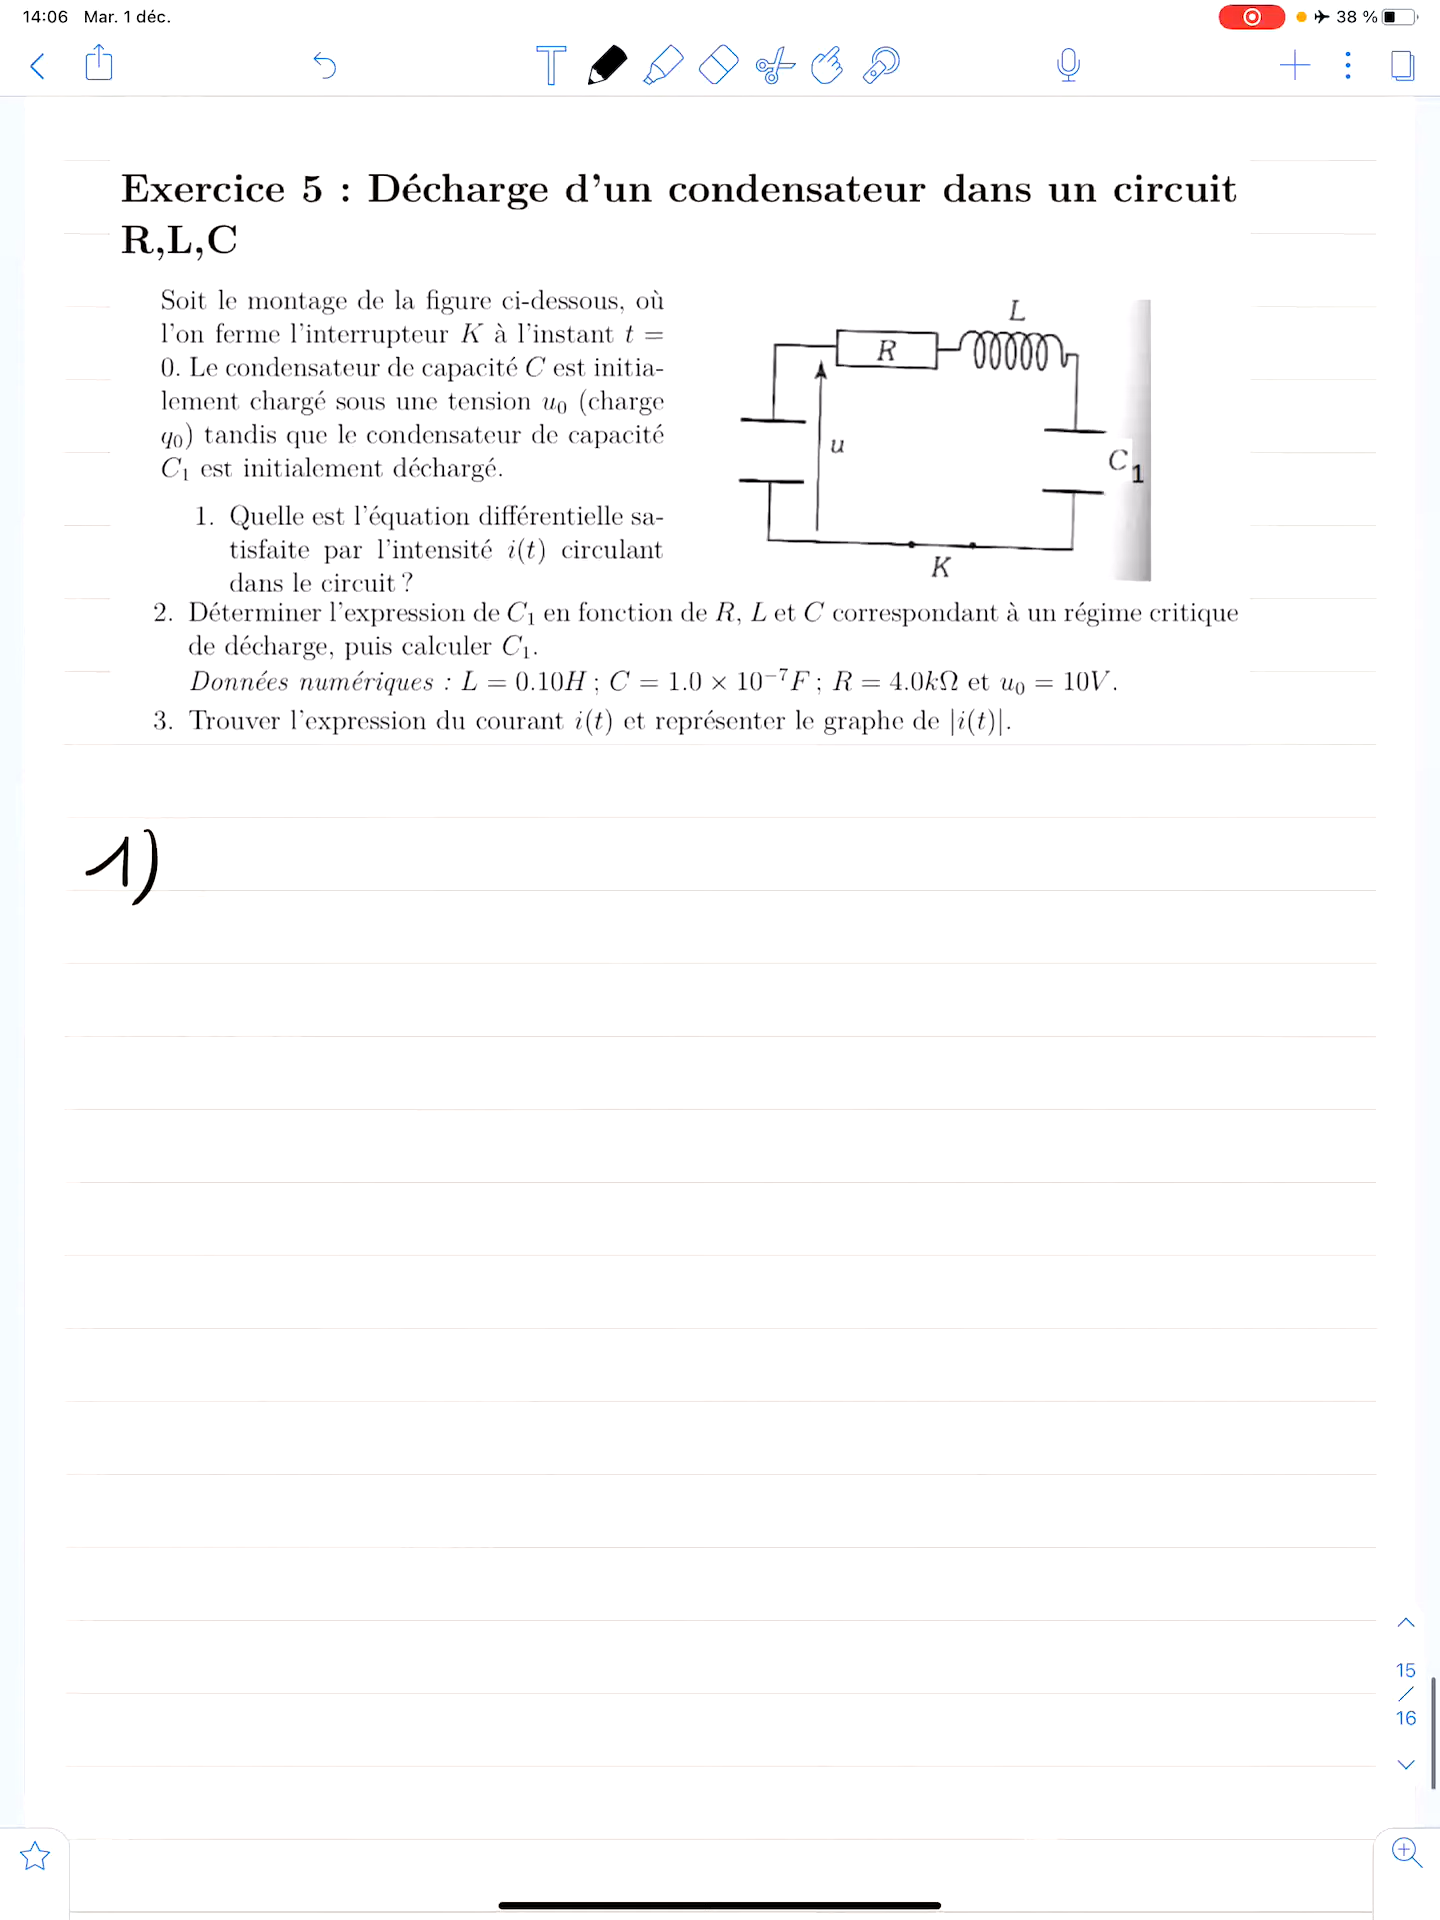 14:06 Mar. 1 déc.
38 %
Exercice 5 : Décharge d'un condensateur dans un circuit
R,L,C
Soit le montage de la figure ci-dessous, où
l'on ferme l'interrupteur K à l'instant t =
0. Le condensateur de capacité C est initia-
lement chargé sous une tension u₀ (charge
q₀) tandis que le condensateur de capacité
C₁ est initialement déchargé.
1. Quelle est l'équation différentielle sa-
tisfaite par l'intensité i(t) circulant
dans le circuit ?
L
R
u
C₁
K
2. Déterminer l'expression de C₁ en fonction de R, L et C correspondant à un régime critique
de décharge, puis calculer C₁.
Données numériques : L = 0.10H ; C = 1.0 × 10⁻⁷F ; R = 4.0kΩ et u₀ = 10V.
3. Trouver l'expression du courant i(t) et représenter le graphe de |i(t)|.
1)
15
/
16